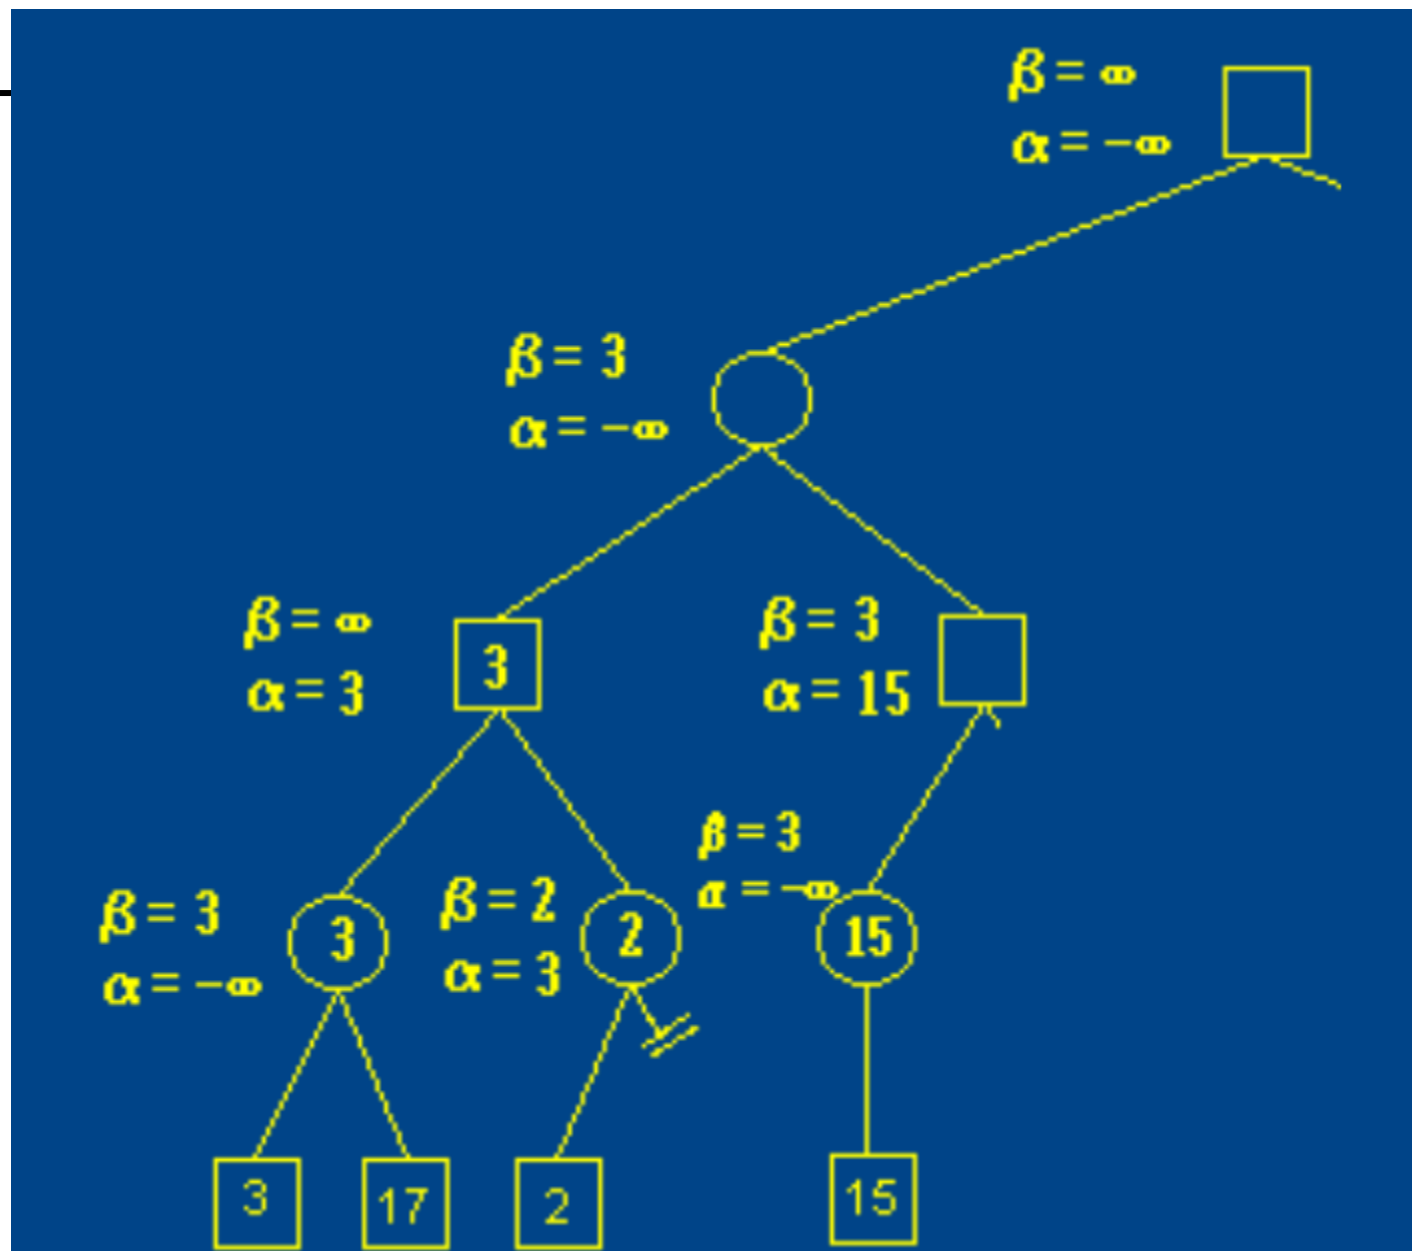 β = ∞
α = -∞
β = 3
α = -∞
β = ∞
α = 3
3
β = 3
α = 15
β = 3
α = -∞
3
β = 2
α = 3
2
β = 3
α = -∞
15
3
17
2
15